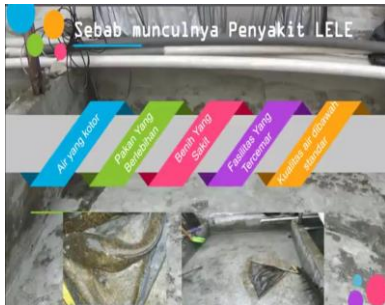 Sebab munculnya Penyakit LELE
Air yang kotor
Pakan Yang
Berlebihan
Benih Yang
Sakit
Fasilitas Yang
Tercemar
Kualitas air dibawah
standar